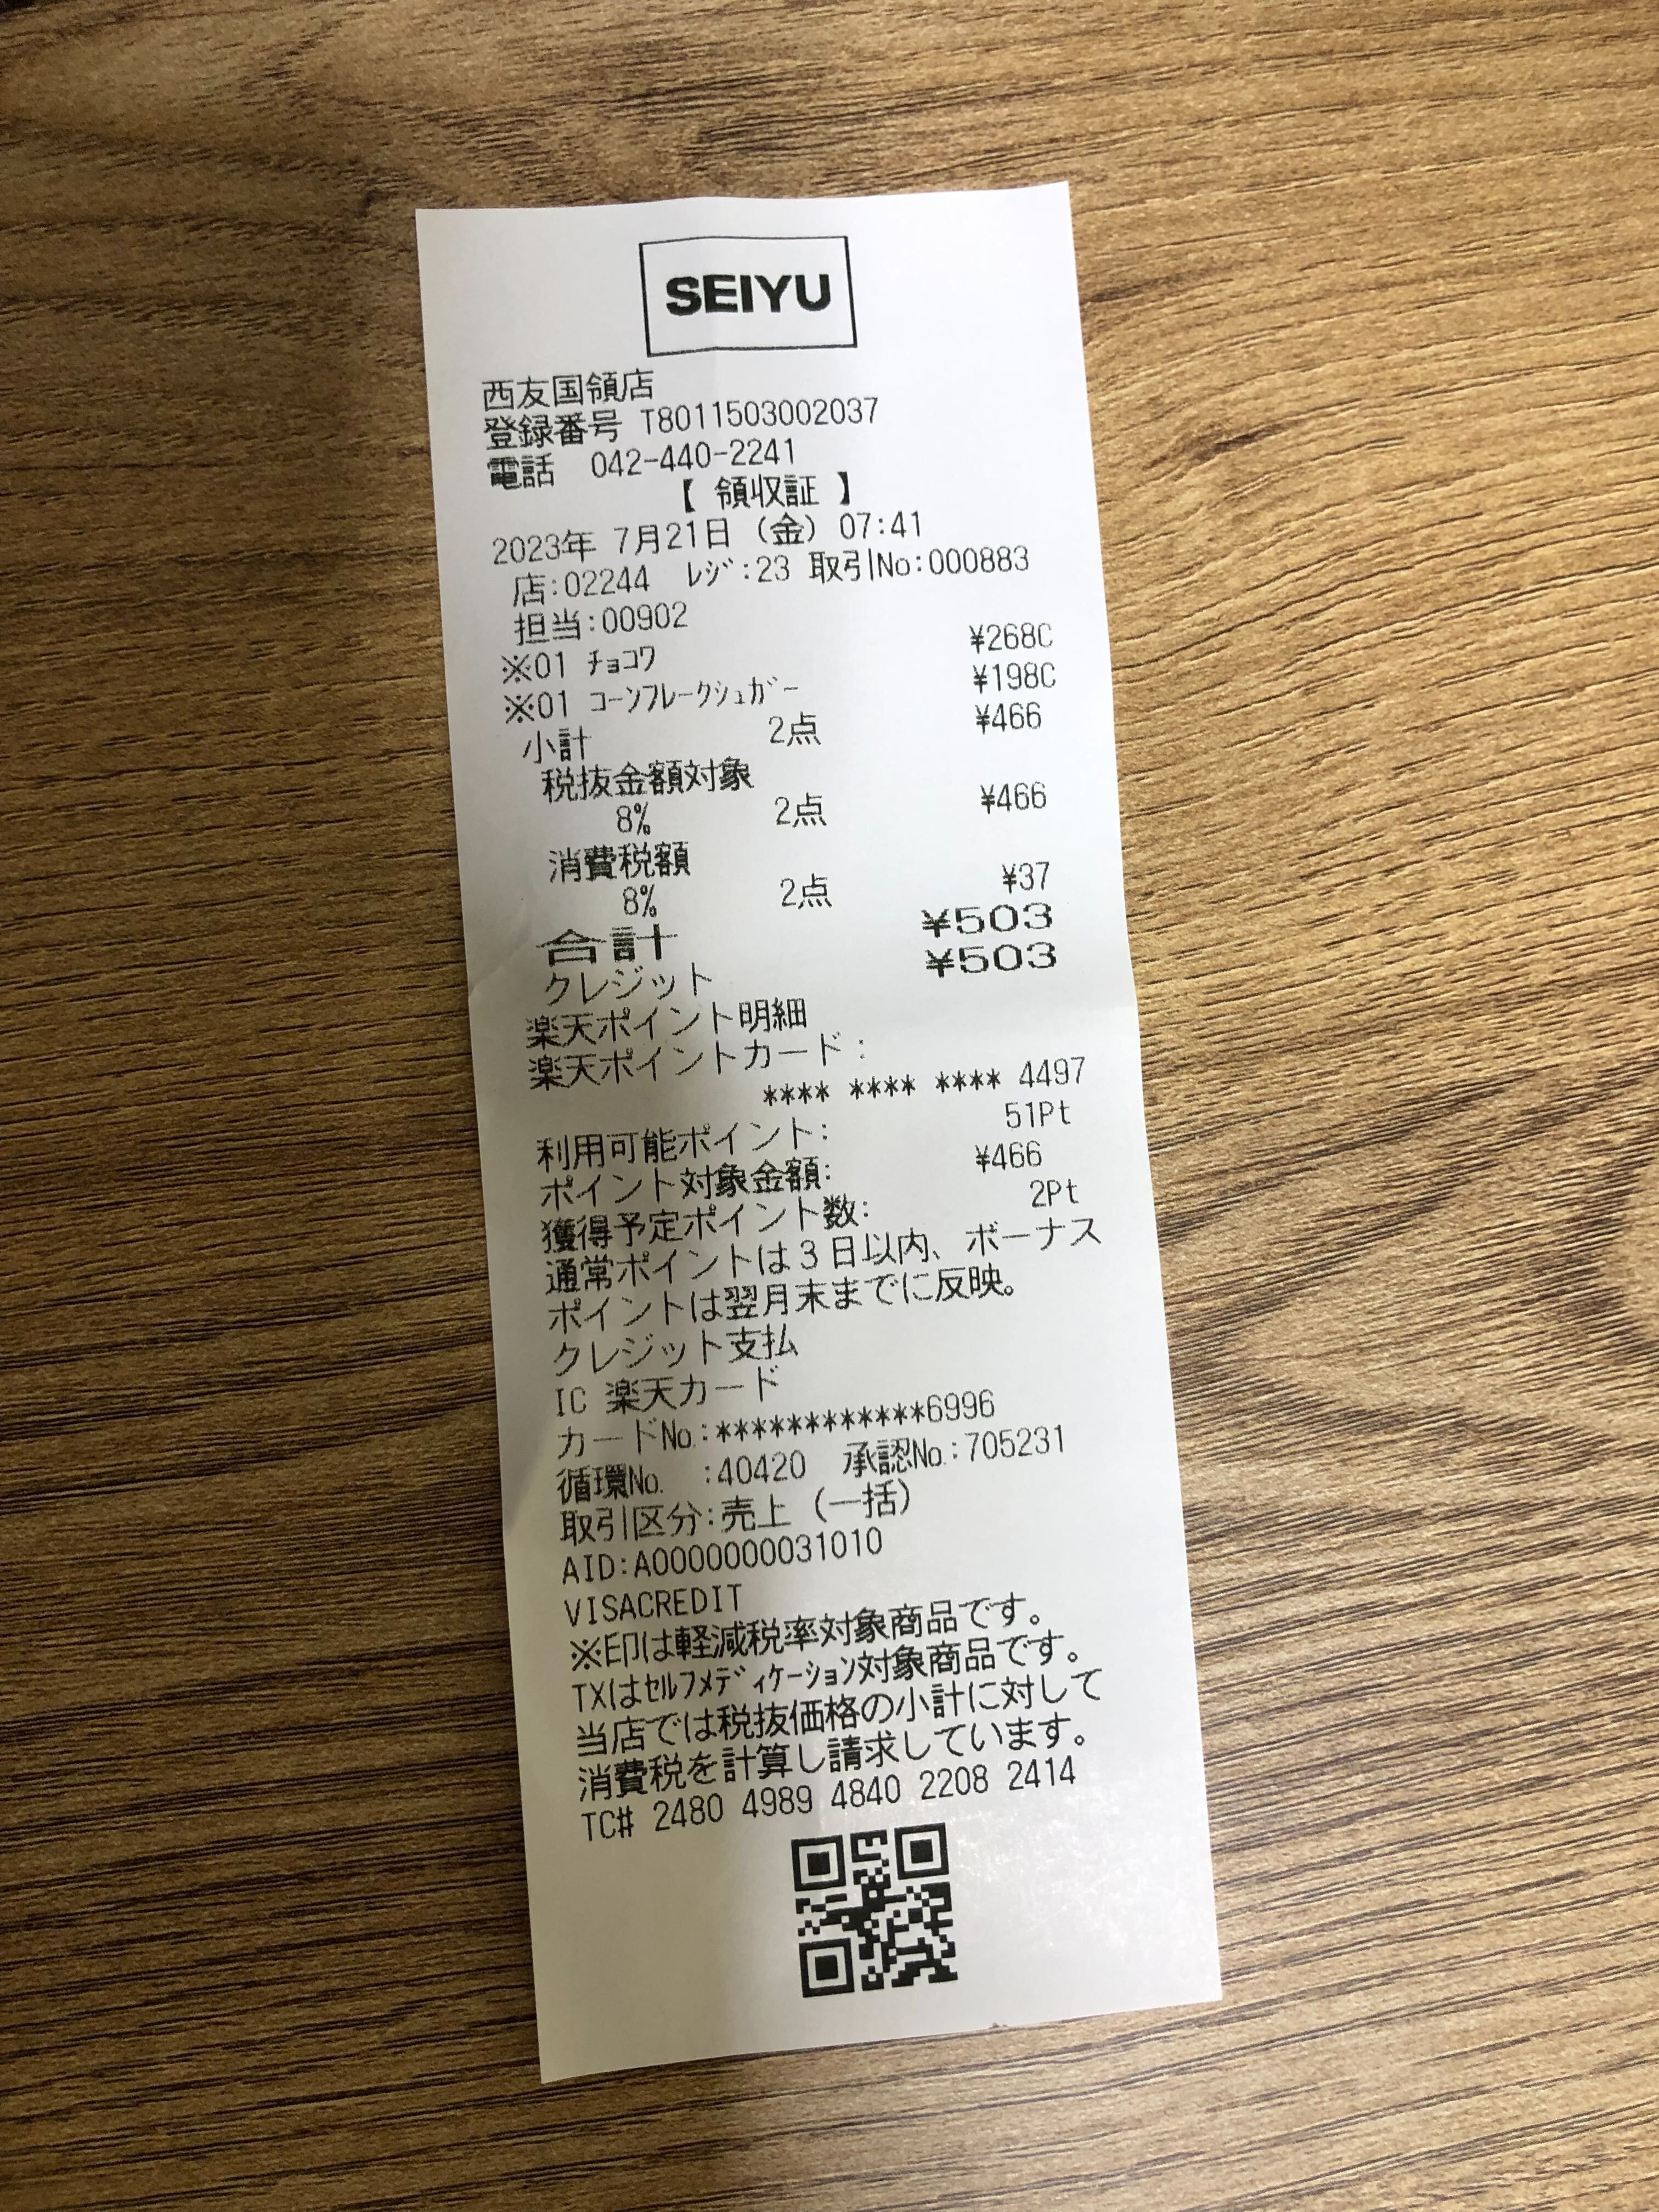 SEIYU
西友国領店
登録番号 T8011503002037
電話 042-440-2241
【 領収証 】
2023年 7月21日 (金) 07:41
店:02244 ﾚｼﾞ:23 取引No:000883
担当:00902
※01 ﾁｮｺﾜ ¥268C
※01 ｺｰﾝﾌﾚｰｸｼｭｶﾞｰ ¥198C
小計 2点 ¥466
税抜金額対象
8% 2点 ¥466
消費税額
8% 2点 ¥37
合計 ¥503
クレジット ¥503
楽天ポイント明細
楽天ポイントカード:
**** **** **** 4497
利用可能ポイント: 51Pt
ポイント対象金額: ¥466
獲得予定ポイント数: 2Pt
通常ポイントは3日以内、ボーナス
ポイントは翌月末までに反映。
クレジット支払
IC 楽天カード
カードNo.:************6996
循環No. :40420 承認No.:705231
取引区分:売上 (一括)
AID:A0000000031010
VISACREDIT
※印は軽減税率対象商品です。
TXはｾﾙﾌﾒﾃﾞｨｹｰｼｮﾝ対象商品です。
当店では税抜価格の小計に対して
消費税を計算し請求しています。
TC# 2480 4989 4840 2208 2414